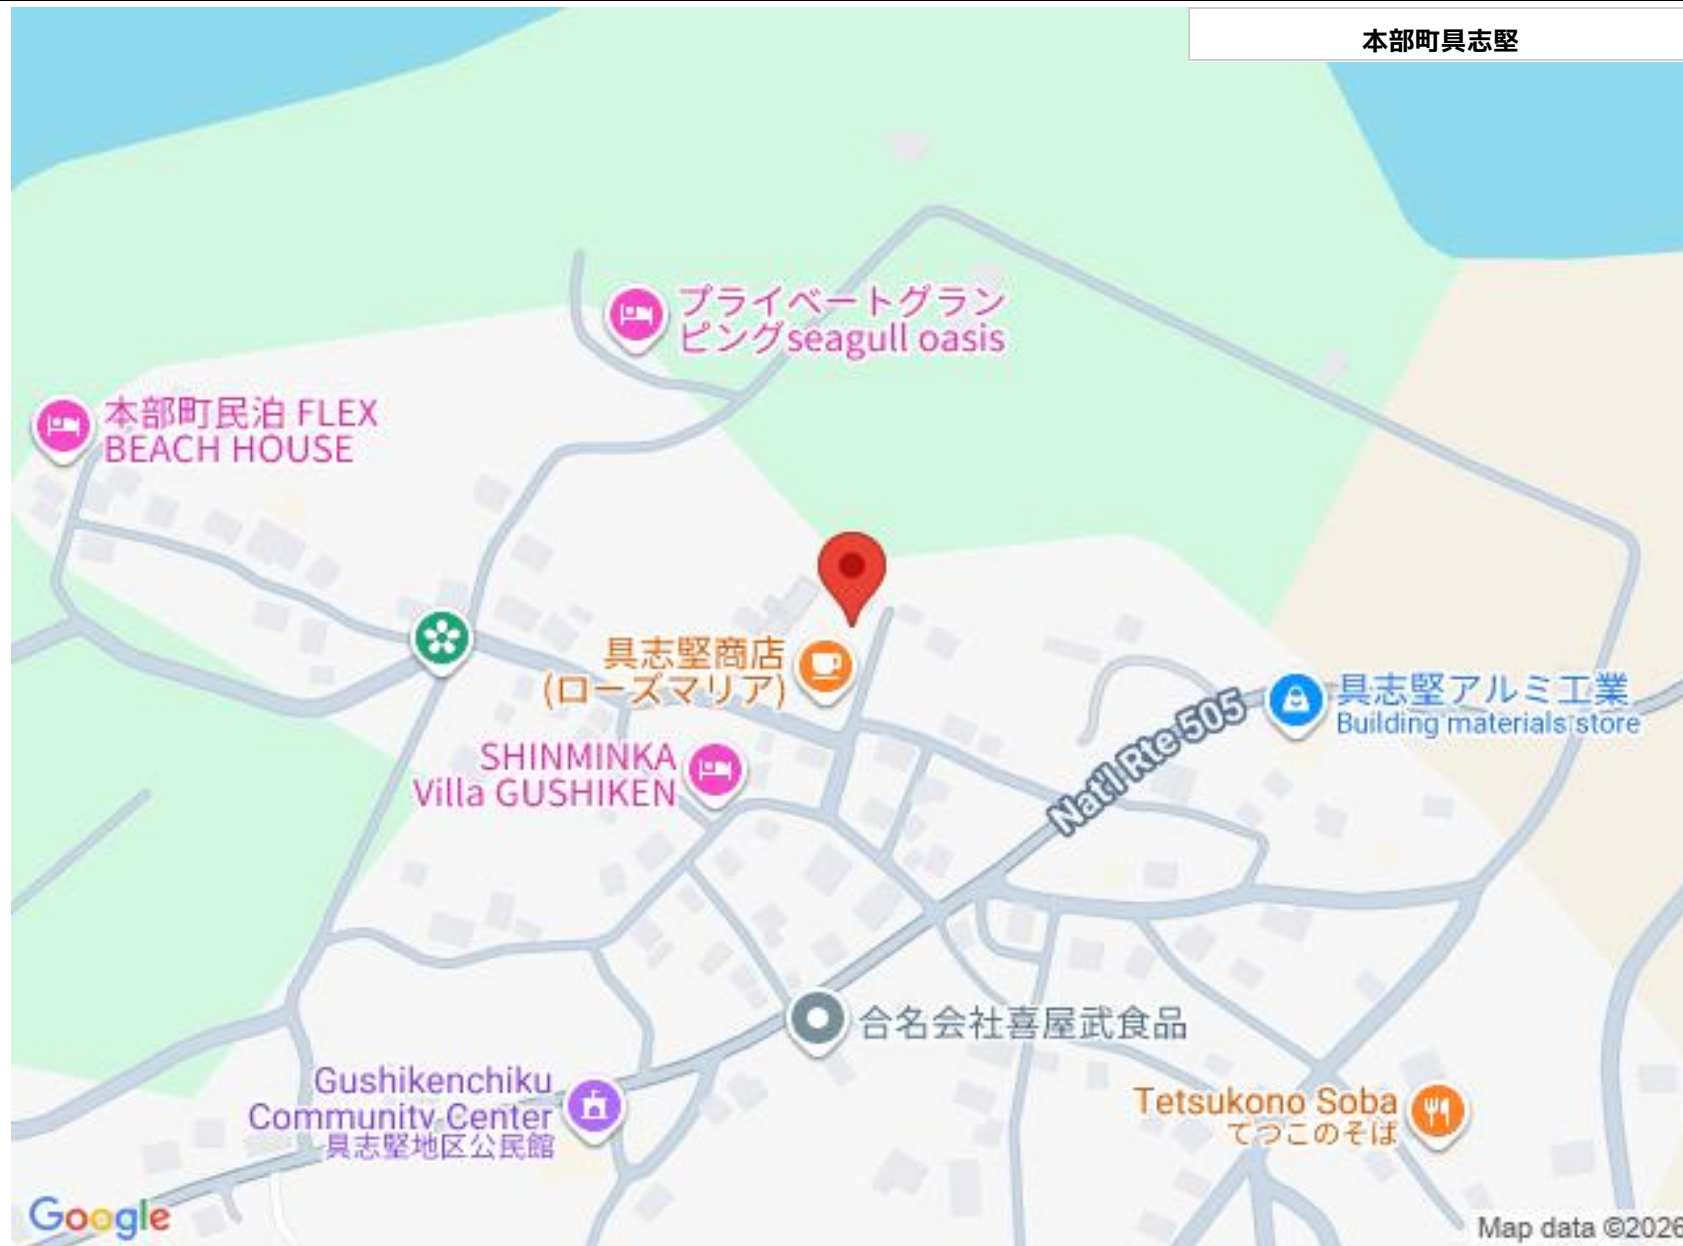 本部町具志堅
プライベートグラン
ピングseagull oasis
本部町民泊 FLEX
BEACH HOUSE
具志堅商店
(ローズマリア)
Nat'l Rte 505
具志堅アルミ工業
Building materials store
SHINMINKA
Villa GUSHIKEN
合名会社喜屋武食品
Gushikenchiku
Community Center
具志堅地区公民館
Tetsukono Soba
てつこのそば
Google
Map data ©2026